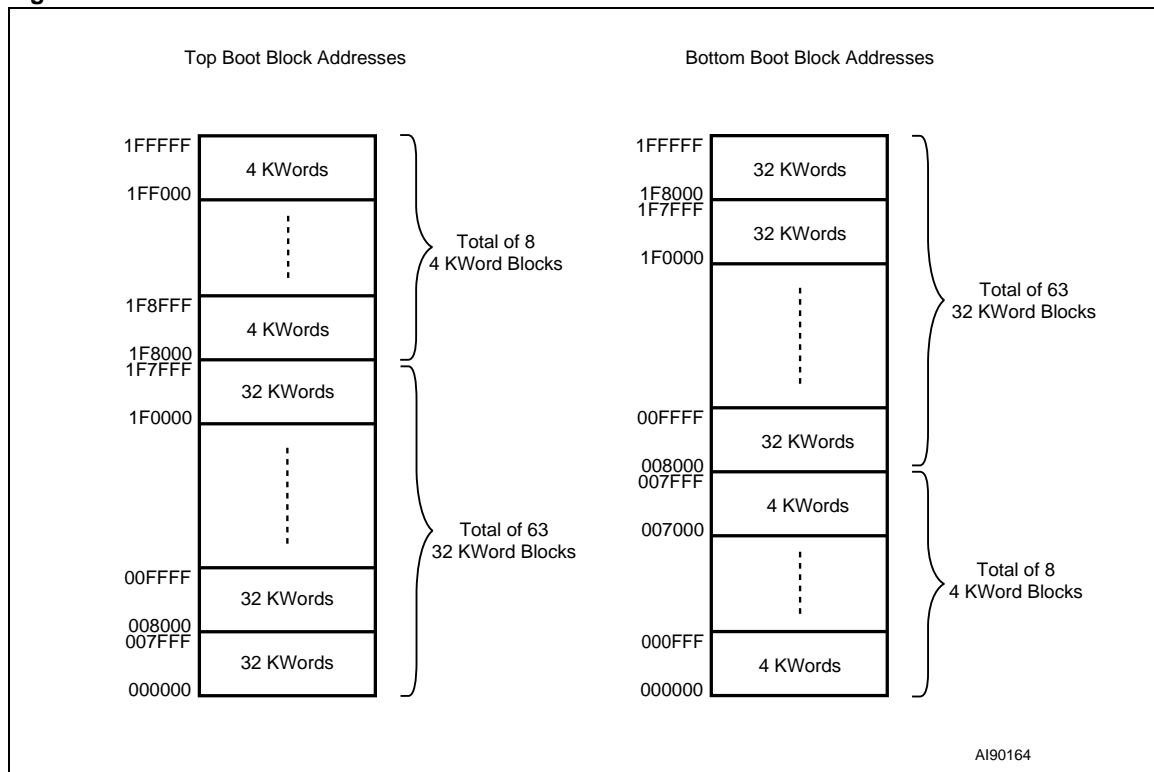 Top Boot Block Addresses
1FFFFF
4 KWords
1FF000
Total of 8
4 KWord Blocks
1F8FFF
4 KWords
1F8000
1F7FFF
32 KWords
1F0000
Total of 63
32 KWord Blocks
00FFFF
32 KWords
008000
007FFF
32 KWords
000000
Bottom Boot Block Addresses
1FFFFF
32 KWords
1F8000
1F7FFF
32 KWords
1F0000
Total of 63
32 KWord Blocks
00FFFF
32 KWords
008000
007FFF
4 KWords
007000
Total of 8
4 KWord Blocks
000FFF
4 KWords
000000
AI90164